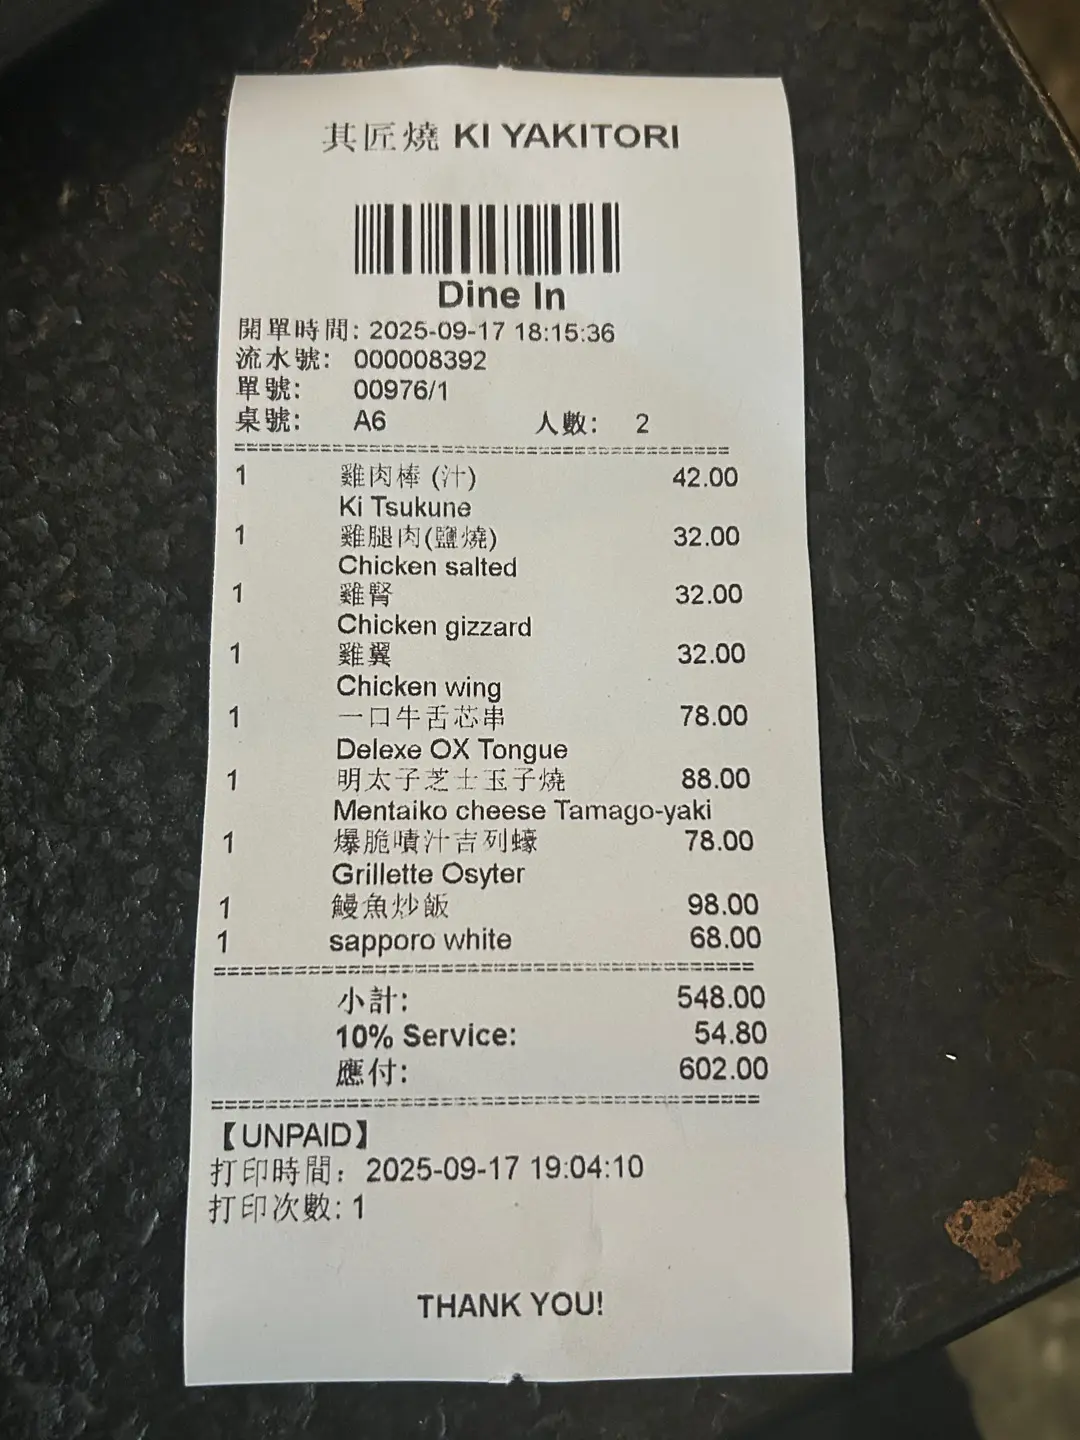 其匠燒 KI YAKITORI
Dine In
開單時間: 2025-09-17 18:15:36
流水號: 000008392
單號: 00976/1
桌號: A6 人數: 2
1 雞肉棒 (汁) 42.00
Ki Tsukune
1 雞腿肉(鹽燒) 32.00
Chicken salted
1 雞腎 32.00
Chicken gizzard
1 雞翼 32.00
Chicken wing
1 一口牛舌芯串 78.00
Delexe OX Tongue
1 明太子芝士玉子燒 88.00
Mentaiko cheese Tamago-yaki
1 爆脆噴汁吉列蠔 78.00
Grillette Osyter
1 鰻魚炒飯 98.00
1 sapporo white 68.00
小計: 548.00
10% Service: 54.80
應付: 602.00
【UNPAID】
打印時間: 2025-09-17 19:04:10
打印次數: 1
THANK YOU!